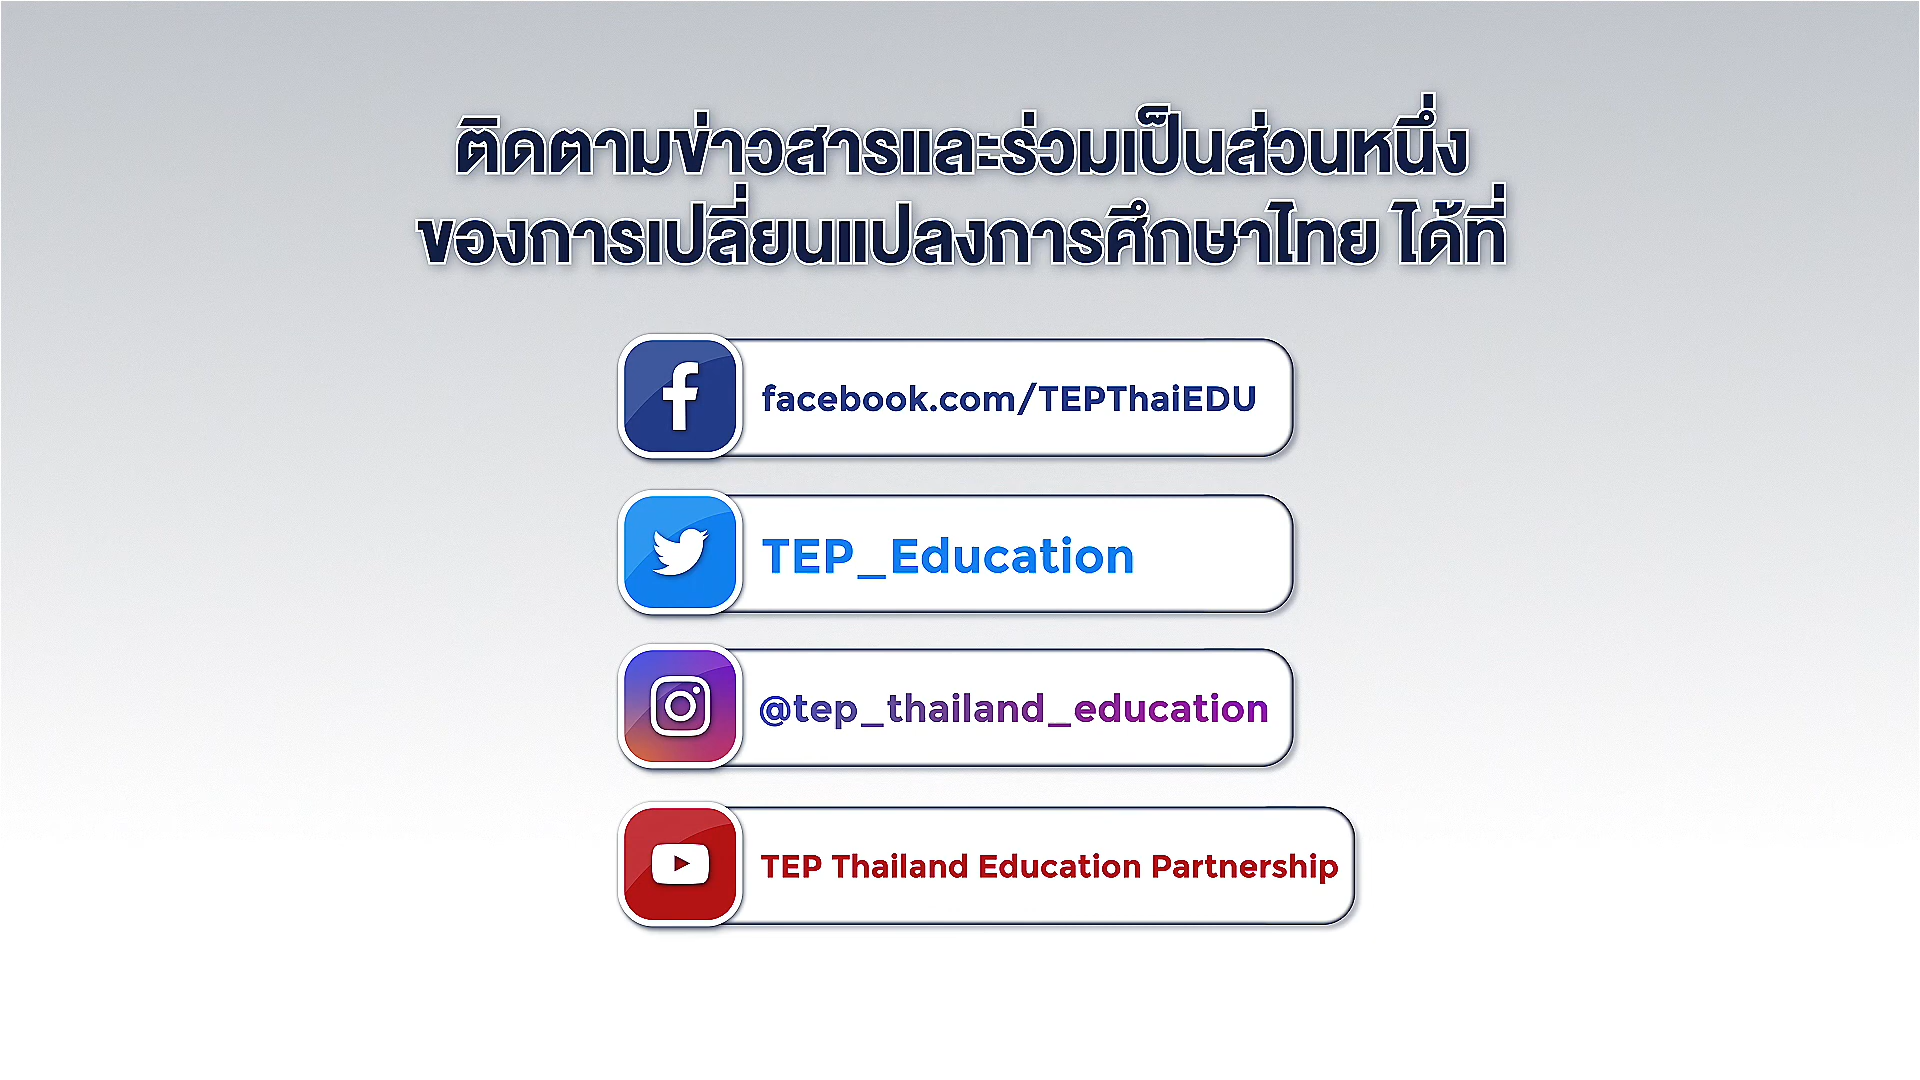 ติดตามข่าวสารและร่วมเป็นส่วนหนึ่ง
ของการเปลี่ยนแปลงการศึกษาไทย ได้ที่
facebook.com/TEPThaiEDU
TEP_Education
@tep_thailand_education
TEP Thailand Education Partnership